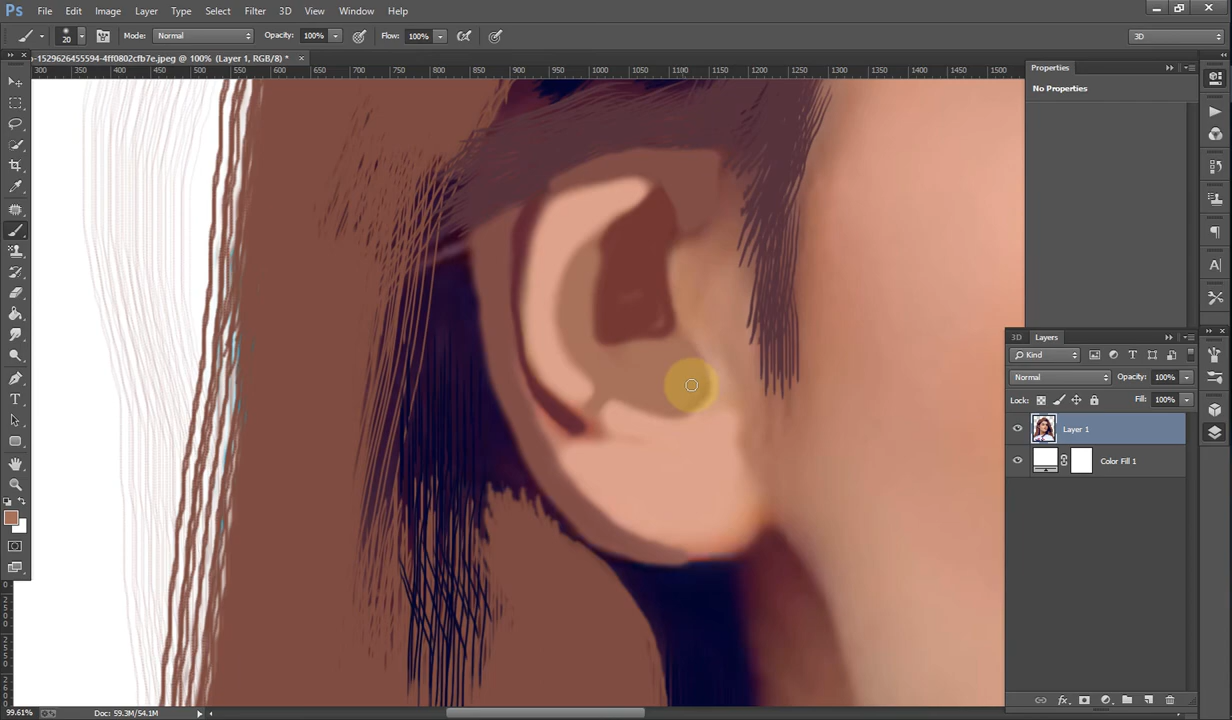 Ps File Edit Image Layer Type Select Filter 3D View Window Help
20 Mode: Normal Opacity: 100% Flow: 100% 3D
-1529626455594-4ff0802cfb7e.jpeg @ 100% (Layer 1, RGB/8) *
300 350 400 450 500 550 600 650 700 750 800 850 900 950 1000 1050 1100 1150 1200 1250 1300 1350 1400 1450 1500
Properties
No Properties
3D Layers
Kind
Normal Opacity: 100%
Lock: Fill: 100%
Layer 1
Color Fill 1
99.61% Doc: 59.3M/54.1M